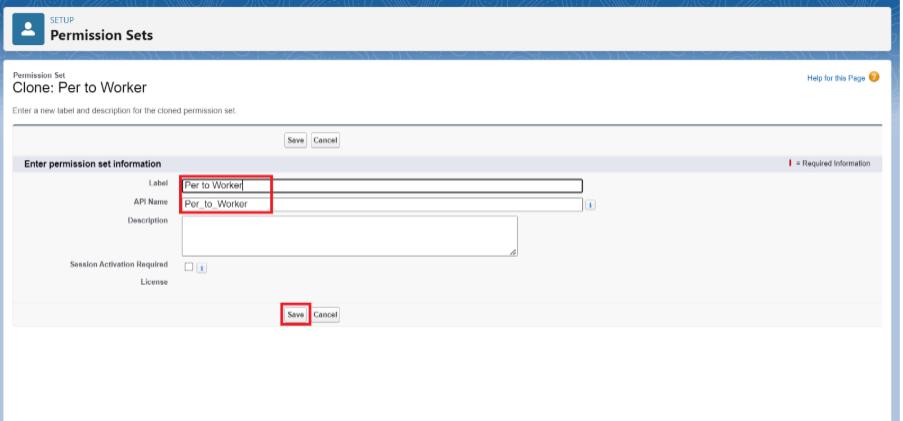 SETUP
Permission Sets
Permission Set
Clone: Per to Worker
Help for this Page ?
Enter a new label and description for the cloned permission set.
Save Cancel
Enter permission set information
= Required Information
Label Per to Worker
API Name Per_to_Worker i
Description
Session Activation Required i
License
Save Cancel